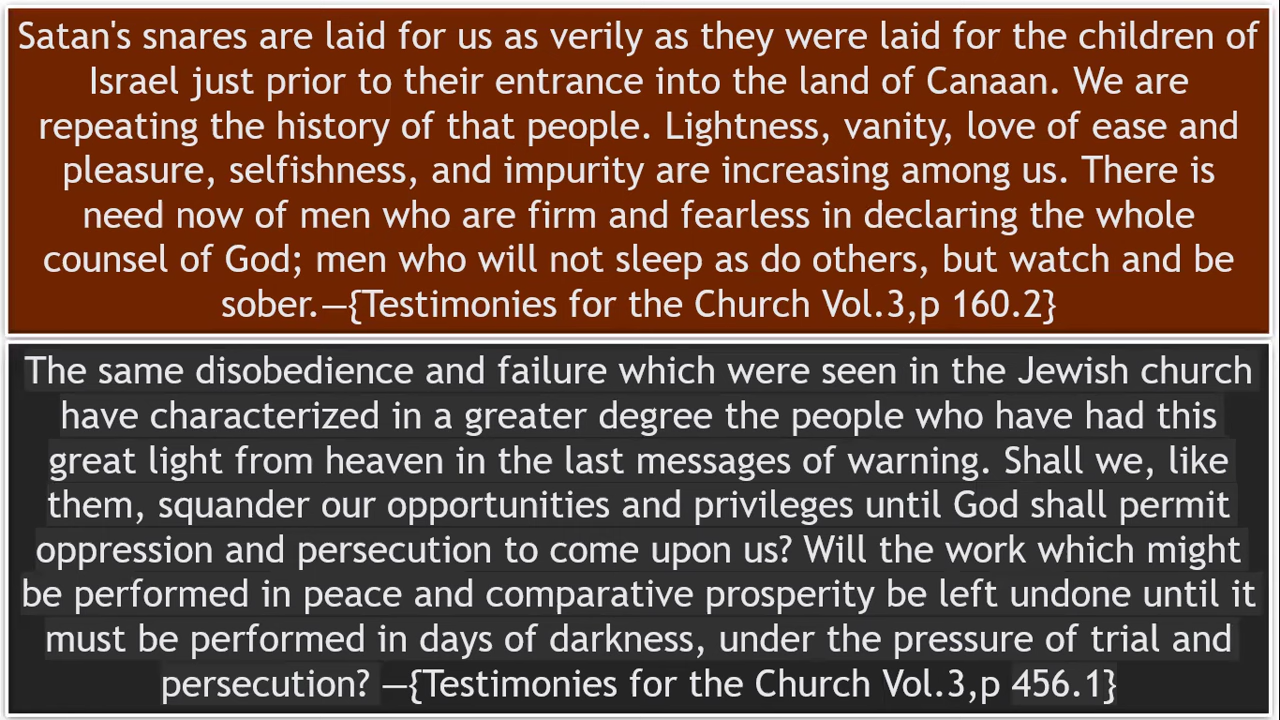 Satan's snares are laid for us as verily as they were laid for the children of
Israel just prior to their entrance into the land of Canaan. We are
repeating the history of that people. Lightness, vanity, love of ease and
pleasure, selfishness, and impurity are increasing among us. There is
need now of men who are firm and fearless in declaring the whole
counsel of God; men who will not sleep as do others, but watch and be
sober.—{Testimonies for the Church Vol.3,p 160.2}
The same disobedience and failure which were seen in the Jewish church
have characterized in a greater degree the people who have had this
great light from heaven in the last messages of warning. Shall we, like
them, squander our opportunities and privileges until God shall permit
oppression and persecution to come upon us? Will the work which might
be performed in peace and comparative prosperity be left undone until it
must be performed in days of darkness, under the pressure of trial and
persecution? —{Testimonies for the Church Vol.3,p 456.1}